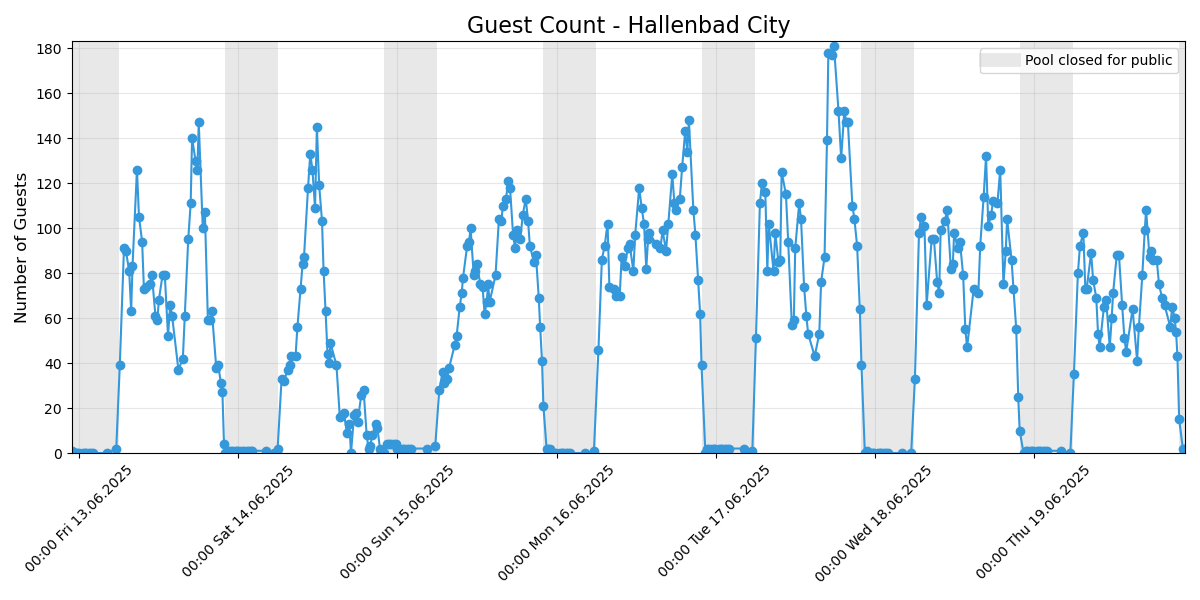 Guest Count - Hallenbad City
Pool closed for public
Number of Guests
180
160
140
120
100
80
60
40
20
0
00:00 Fri 13.06.2025
00:00 Sat 14.06.2025
00:00 Sun 15.06.2025
00:00 Mon 16.06.2025
00:00 Tue 17.06.2025
00:00 Wed 18.06.2025
00:00 Thu 19.06.2025